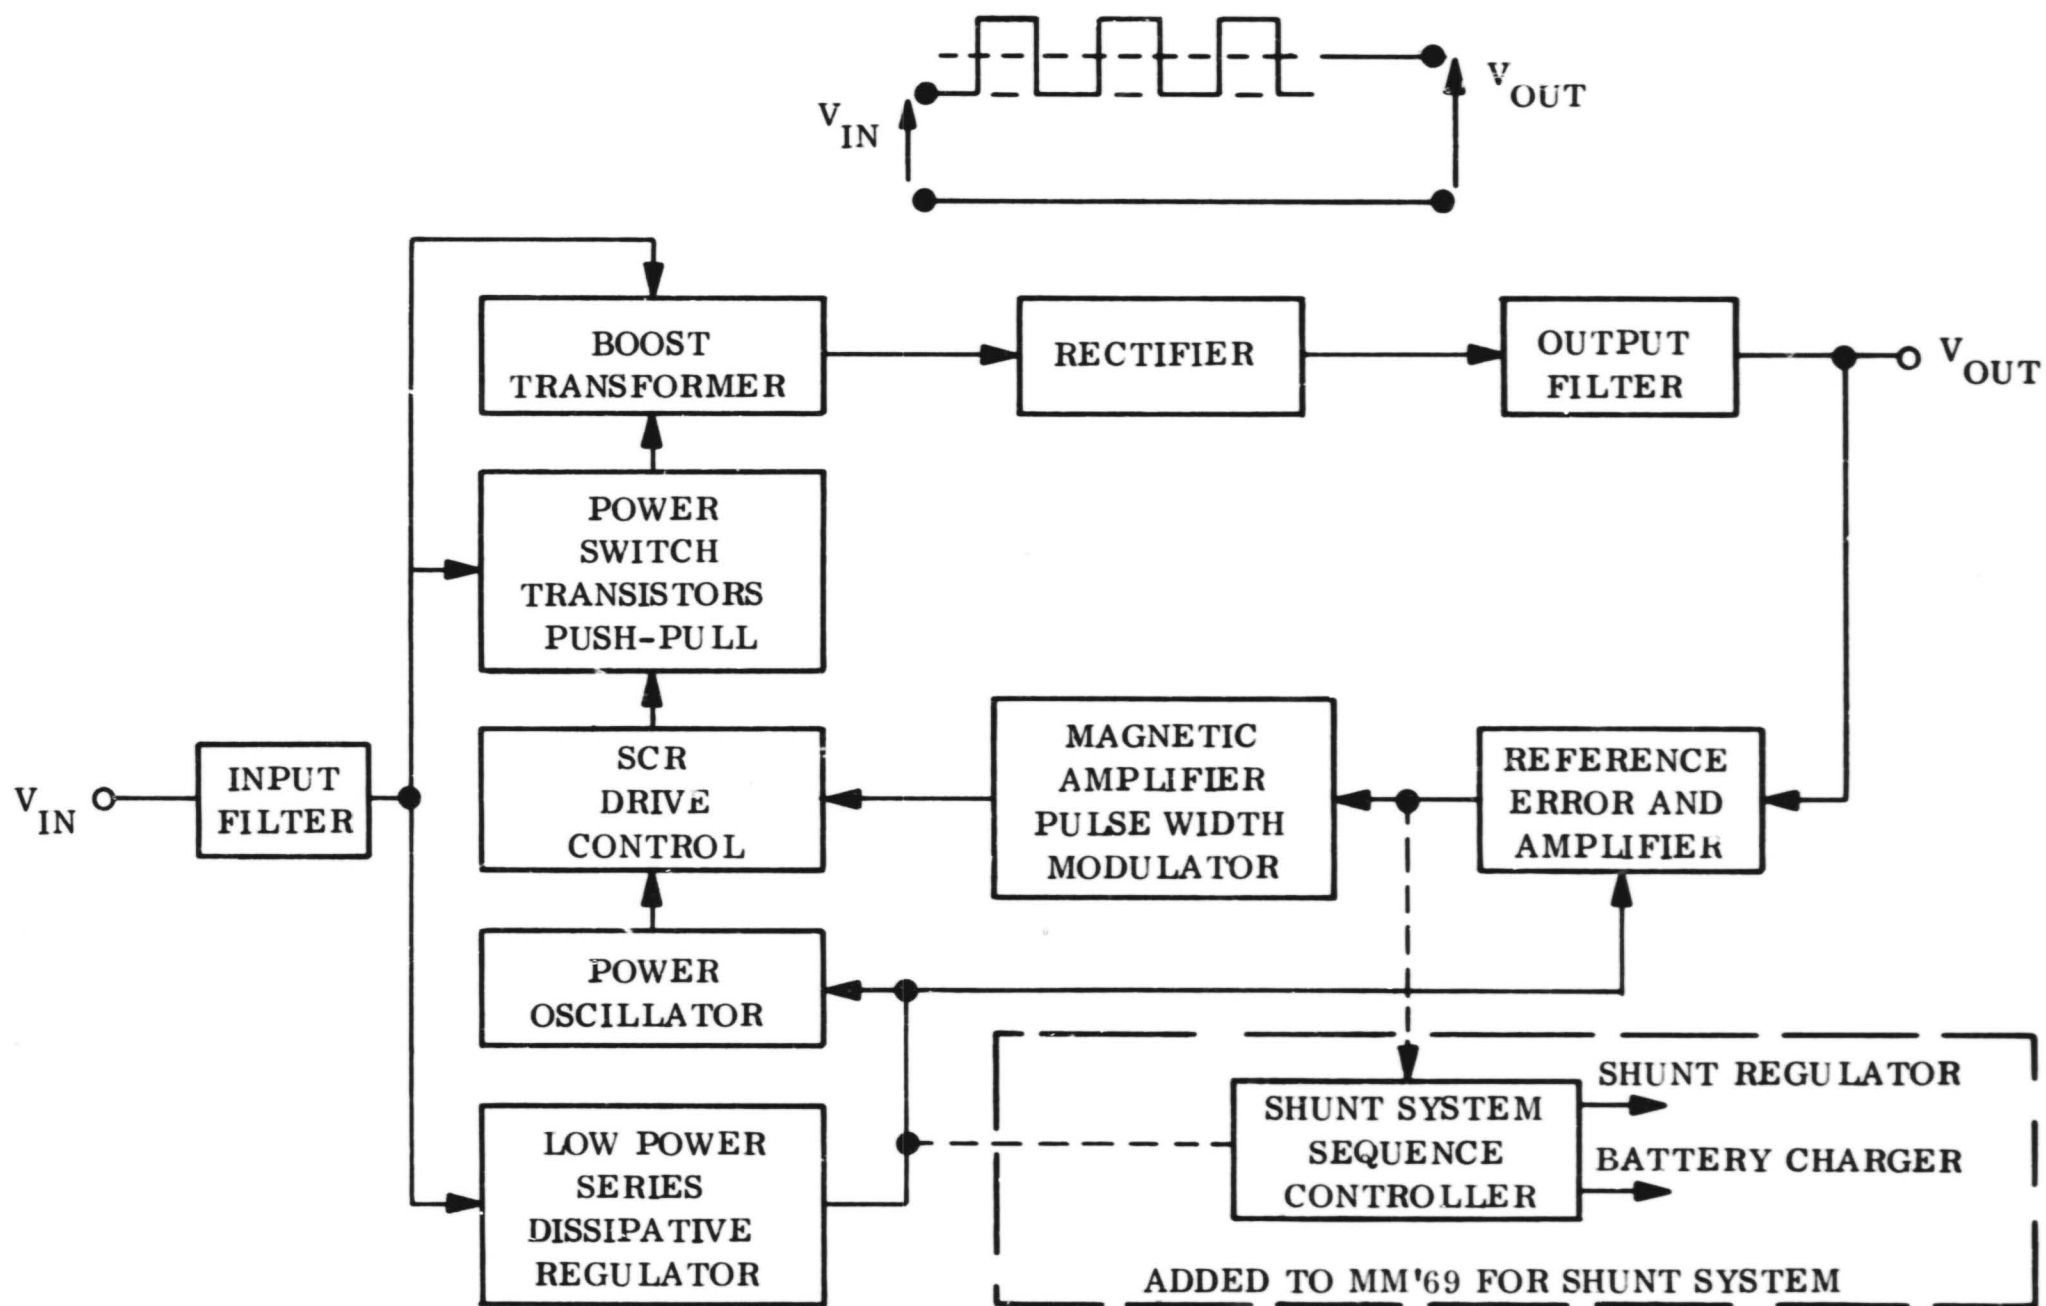 V IN
V OUT
BOOST
TRANSFORMER
RECTIFIER
OUTPUT
FILTER
V OUT
POWER
SWITCH
TRANSISTORS
PUSH-PULL
V IN
INPUT
FILTER
SCR
DRIVE
CONTROL
MAGNETIC
AMPLIFIER
PULSE WIDTH
MODULATOR
REFERENCE
ERROR AND
AMPLIFIER
POWER
OSCILLATOR
LOW POWER
SERIES
DISSIPATIVE
REGULATOR
SHUNT SYSTEM
SEQUENCE
CONTROLLER
SHUNT REGULATOR
BATTERY CHARGER
ADDED TO MM'69 FOR SHUNT SYSTEM